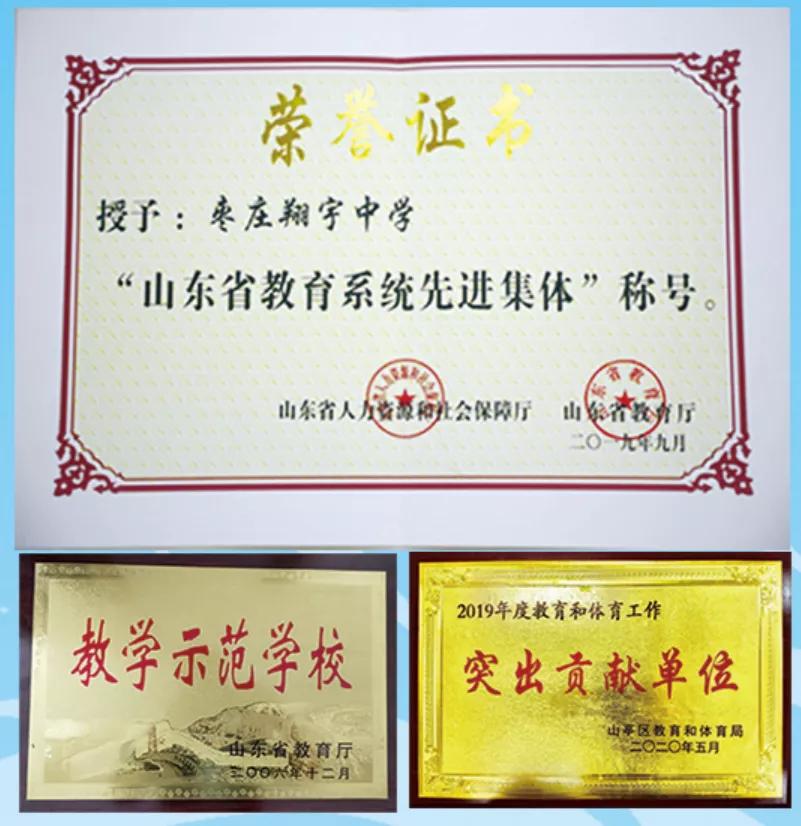 荣誉证书
授予：枣庄翔宇中学
“山东省教育系统先进集体”称号。
山东省人力资源和社会保障厅 山东省教育厅
二〇一九年九月
教学示范学校
山东省教育厅
二〇〇六年十二月
2019年度教育和体育工作
突出贡献单位
山亭区教育和体育局
二〇二〇年五月